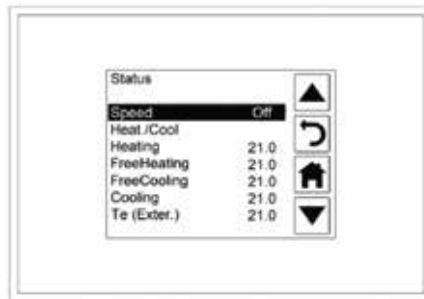 Status
Speed Off
Heat./Cool
Heating 21.0
FreeHeating 21.0
FreeCooling 21.0
Cooling 21.0
Te (Exter.) 21.0